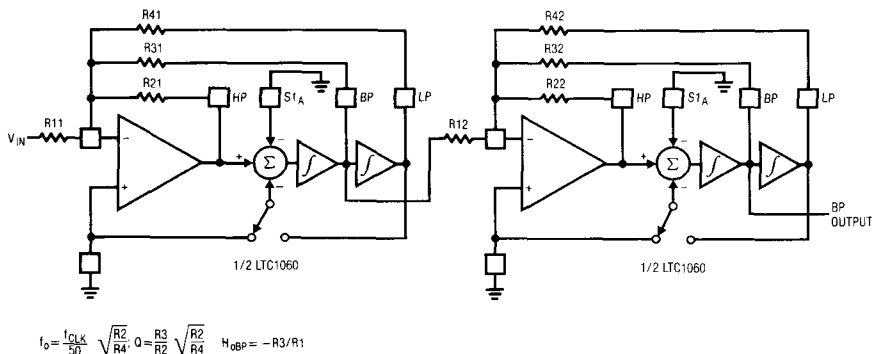 R41
R31
R21
HP
S1A
BP
LP
VIN
R11
−
+
+
−
Σ
−
∫
∫
1/2 LTC1060
R42
R32
R22
HP
S1A
BP
LP
R12
−
+
+
−
Σ
−
∫
∫
BP
OUTPUT
1/2 LTC1060
fo = fCLK/50 √(R2/R4); Q = R3/R2 √(R2/R4) HoBP = −R3/R1